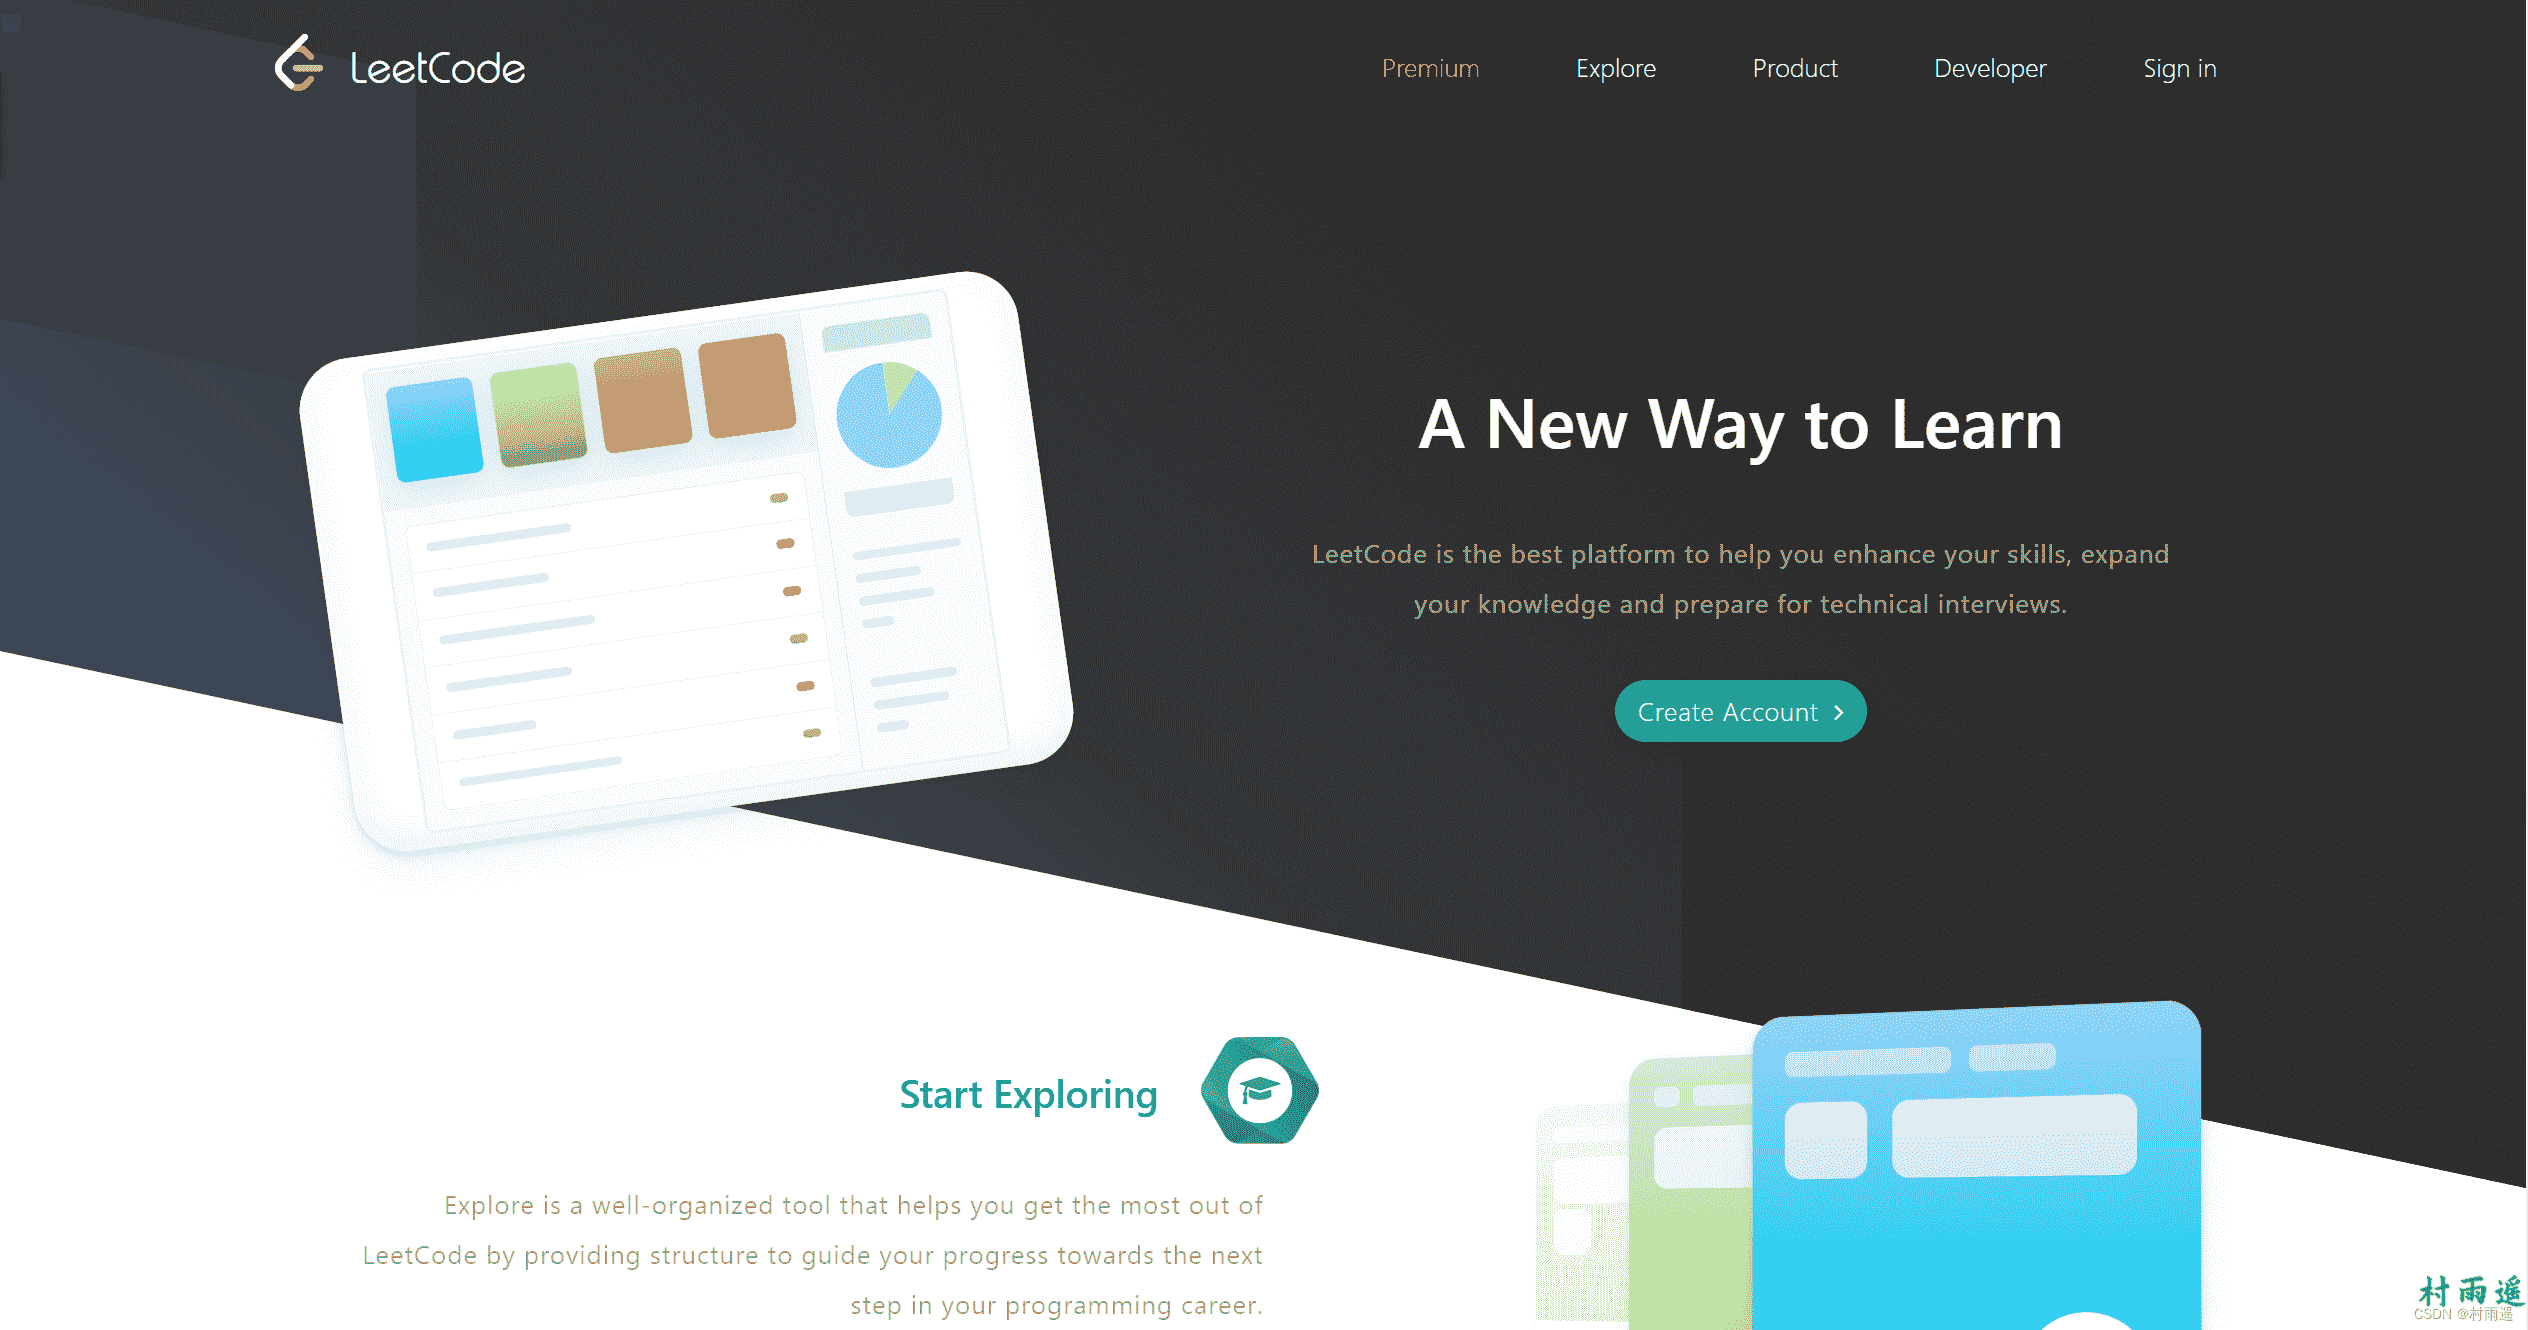 LeetCode
Premium Explore Product Developer Sign in
A New Way to Learn
LeetCode is the best platform to help you enhance your skills, expand
your knowledge and prepare for technical interviews.
Create Account
Start Exploring
Explore is a well-organized tool that helps you get the most out of
LeetCode by providing structure to guide your progress towards the next
step in your programming career.
村雨遥
CSDN @村雨遥